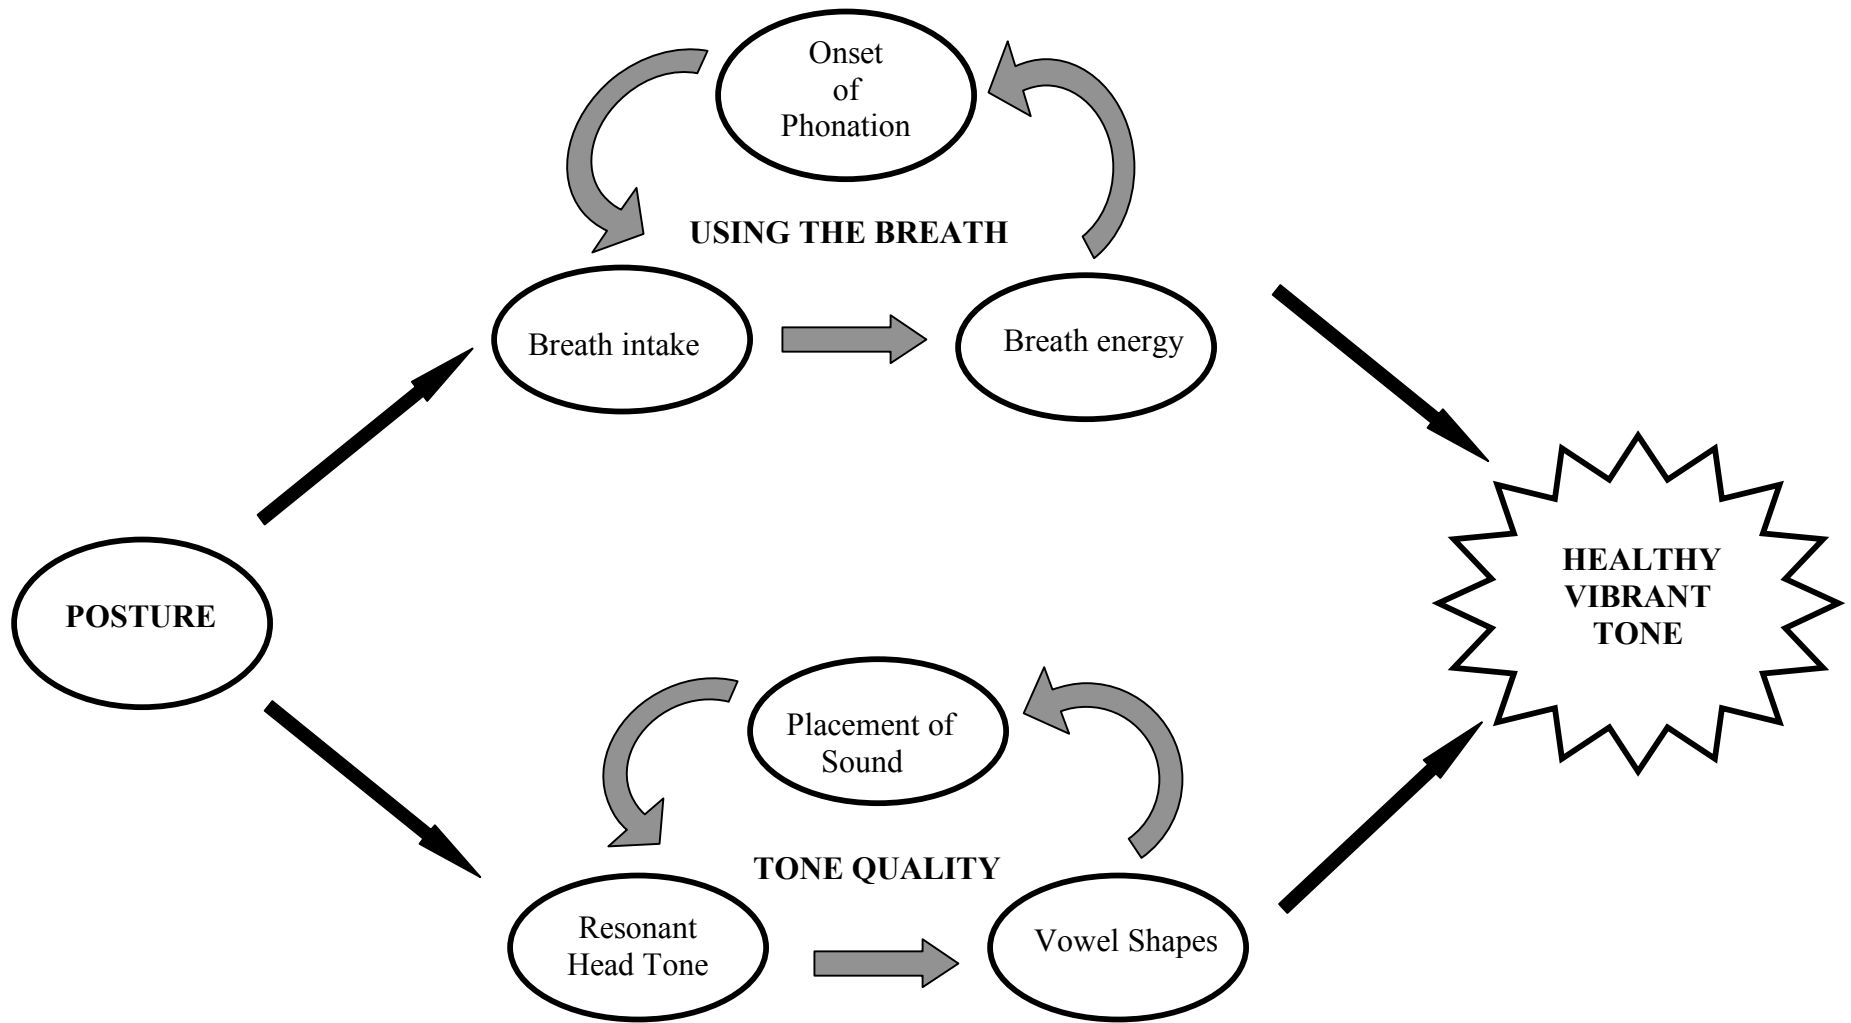 Onset
of
Phonation
USING THE BREATH
Breath intake
Breath energy
POSTURE
HEALTHY
VIBRANT
TONE
Placement of
Sound
TONE QUALITY
Resonant
Head Tone
Vowel Shapes